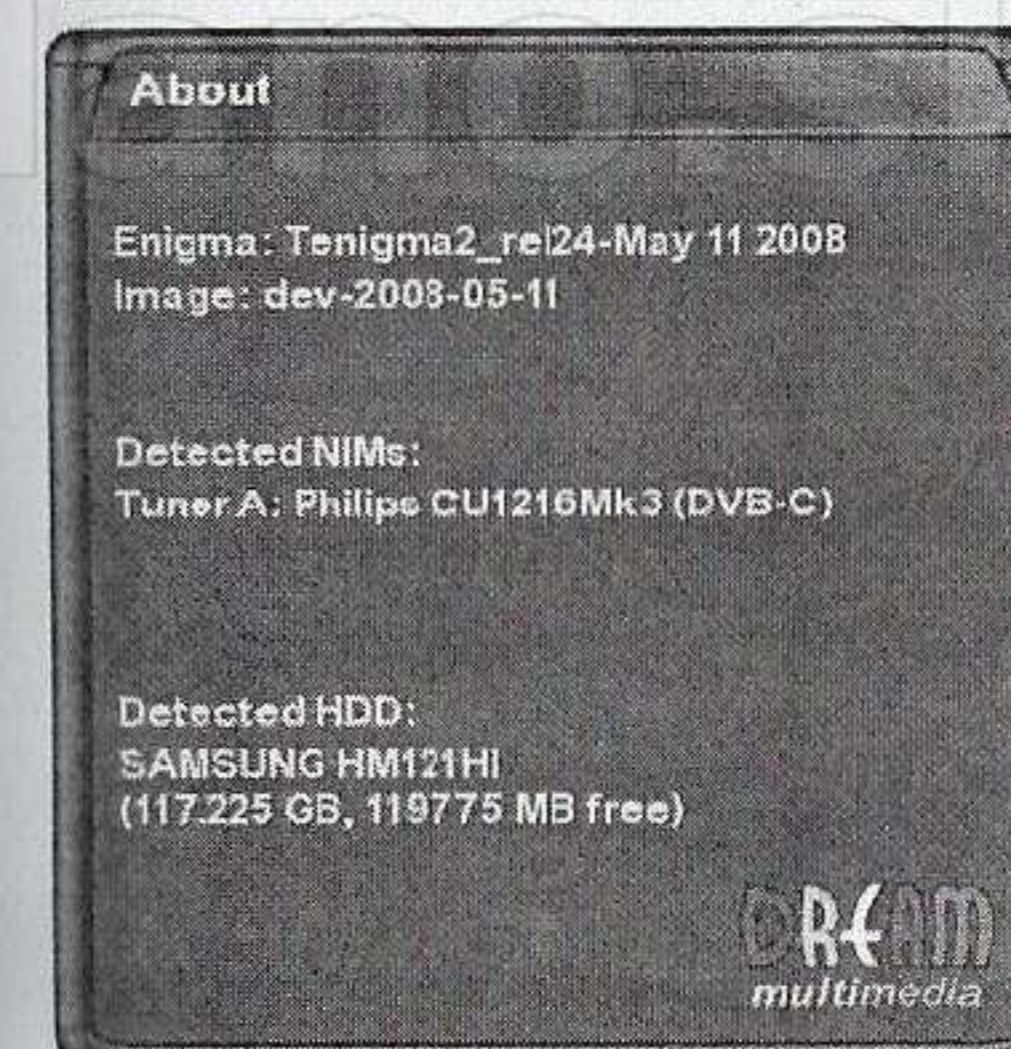 About
Enigma: Tenigma2_rel24-May 11 2008
Image: dev-2008-05-11
Detected NIMs:
Tuner A: Philips CU1216Mk3 (DVB-C)
Detected HDD:
SAMSUNG HM121HI
(117.225 GB, 119775 MB free)
DREAM
multimedia